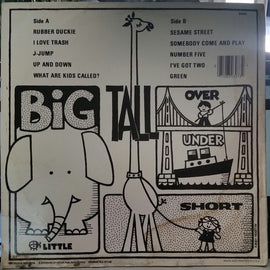 Side A
RUBBER DUCKIE
I LOVE TRASH
J-JUMP
UP AND DOWN
WHAT ARE KIDS CALLED?
Side B
SESAME STREET
SOMEBODY COME AND PLAY
NUMBER FIVE
I'VE GOT TWO
GREEN
BIG
TALL
OVER
UNDER
LITTLE
SHORT